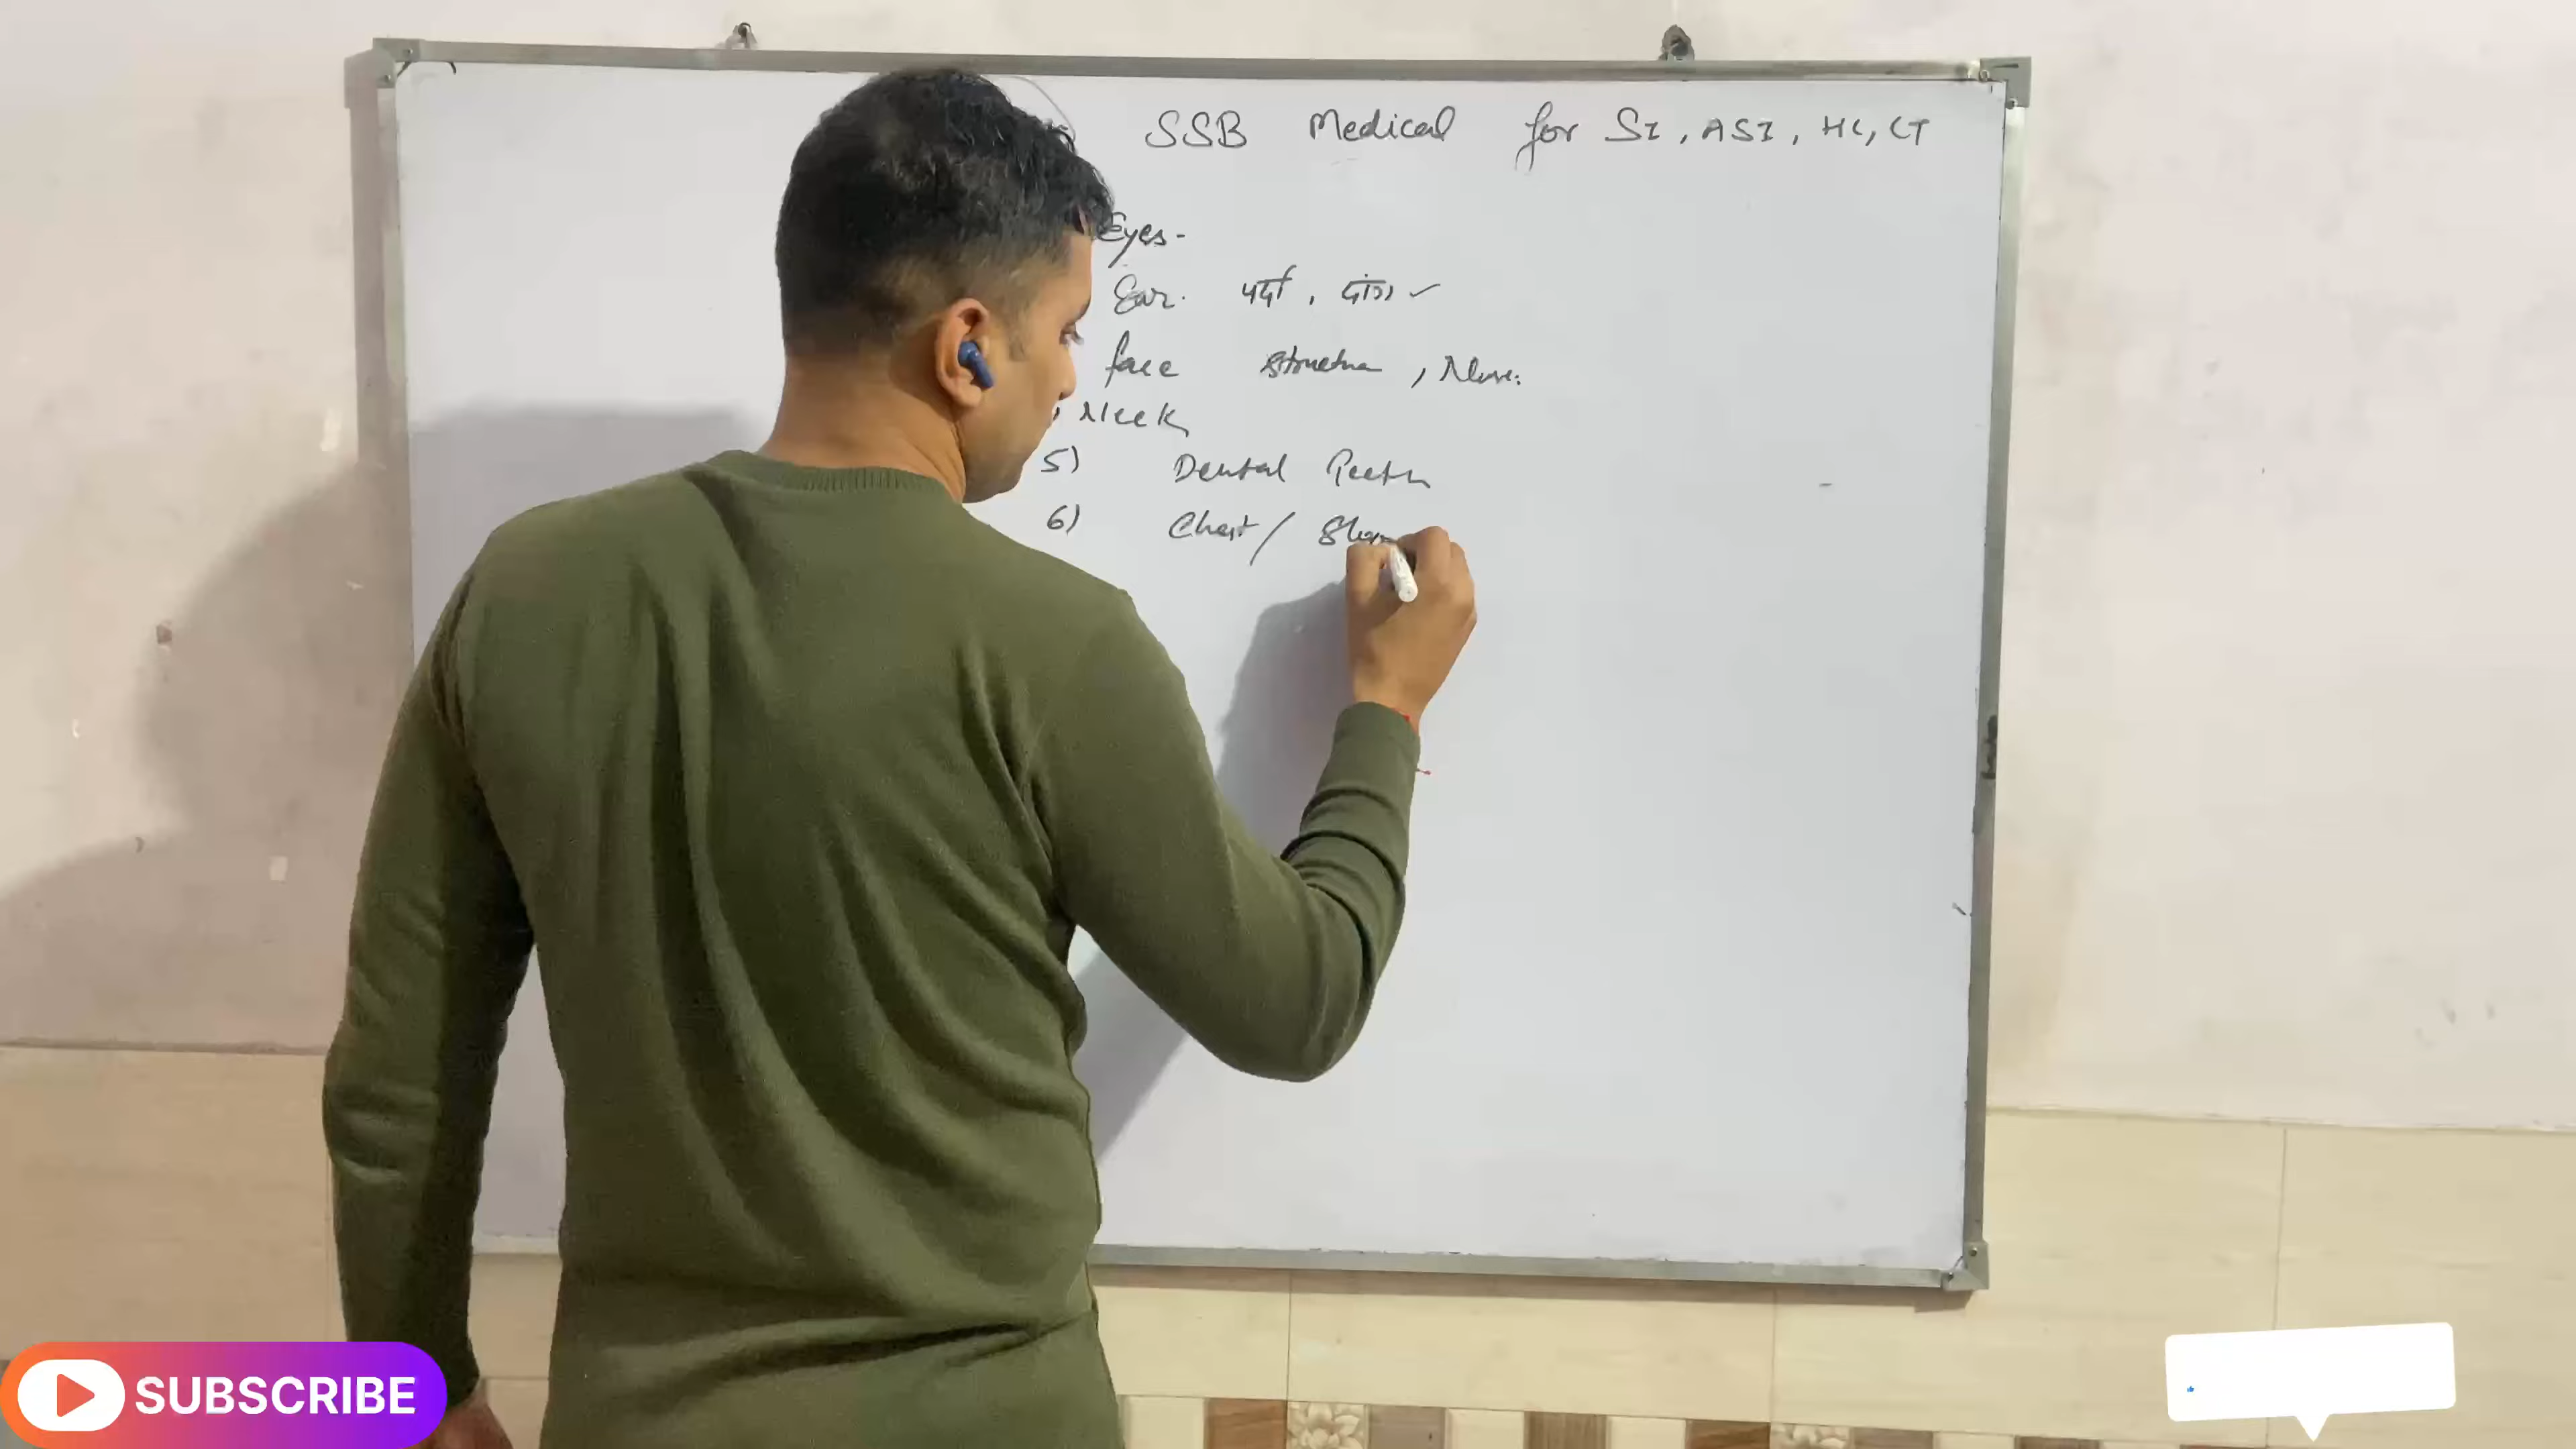 SSB Medical for SI, ASI, HC, CT
Eyes-
Ear. पर्दा,
face structure, Nose.
Neck
5) Dental Teeth
6) Chest/
SUBSCRIBE